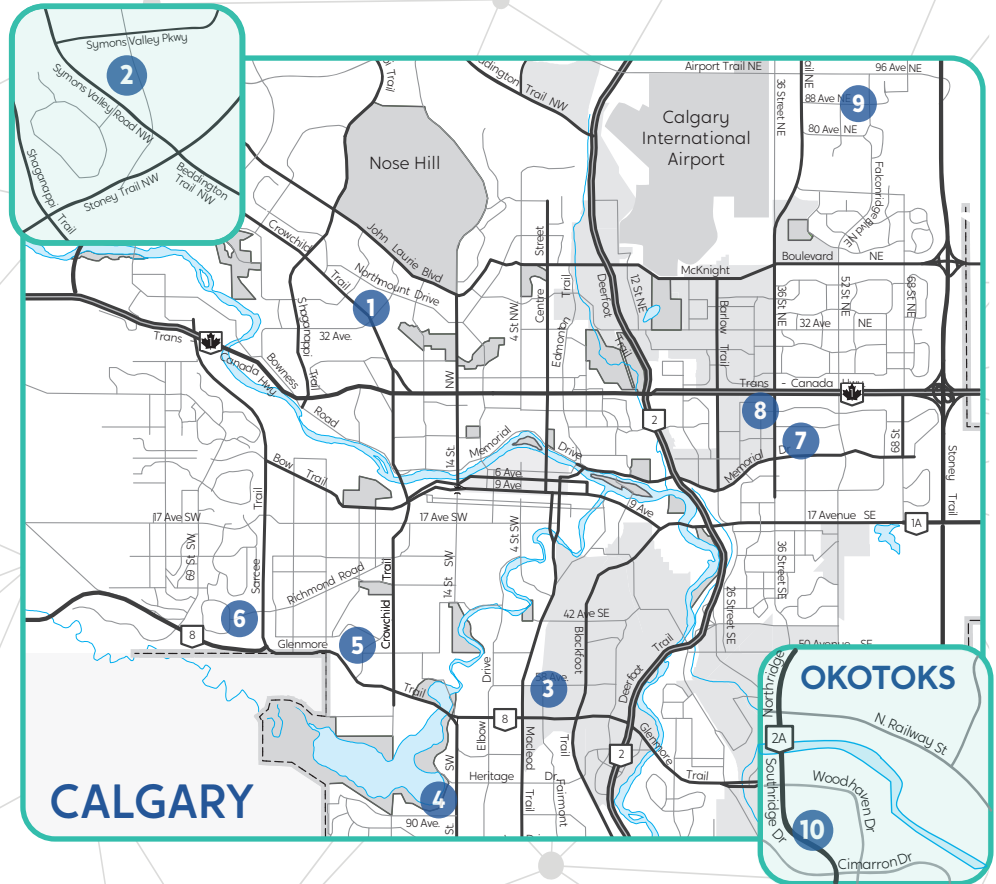 Symons Valley Pkwy
2
Symons Valley Road NW
Shaganappi Trail
Stoney Trail NW
Beddington
Trail NW
Airport Trail NE
96 Ave NE
36 Street NE
88 Ave NE
9
80 Ave NE
Calgary
International
Airport
Nose Hill
Trail NW
Falconridge Blvd NE
Crowchild Trail
John Laurie Blvd
Northmount Drive
1
32 Ave.
Shaganappi Trail
4 St NW
Centre Street
Edmonton Trail
Deerfoot Trail
12 St NE
McKnight Boulevard NE
Barlow Trail
36 St NE
52 St NE
68 St NE
32 Ave NE
Trans - Canada Hwy
Trans Canada Hwy
Bowness Road
NW
14 St.
2
8
7
68 St
Memorial Dr
Memorial Drive
6 Ave
9 Ave
9 Ave
Bow Trail
17 Ave SW
17 Ave SW
17 Avenue SE
1A
Stoney Trail
69 St SW
Sarcee Trail
Richmond Road
Crowchild Trail
14 St SW
4 St SW
42 Ave SE
Blackfoot Trail
26 Street SE
36 Street SE
50 Avenue SE
6
8
Glenmore Trail
5
58 Ave.
3
Deerfoot Trail
Elbow Drive
8
Macleod Trail
2
Glenmore Trail
Heritage Dr
Fairmont
SW
St.
4
90 Ave
CALGARY
OKOTOKS
Northridge
2A
N. Railway St
Southridge Dr
Woodhaven Dr
10
Cimarron Dr